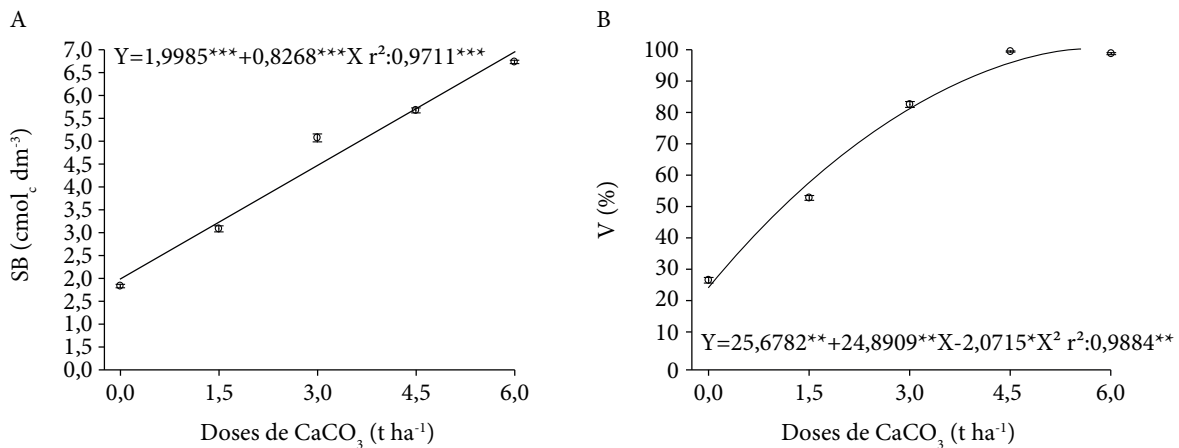 A
Y=1,9985***+0,8268***X r²:0,9711***
7,0
6,5
6,0
5,5
5,0
4,5
4,0
3,5
3,0
2,5
2,0
1,5
1,0
0,5
0,0
SB (cmolc dm-3)
0,0 1,5 3,0 4,5 6,0
Doses de CaCO3 (t ha-1)
B
100
90
80
70
60
50
40
30
20
10
V (%)
Y=25,6782**+24,8909**X-2,0715*X² r²:0,9884**
0,0 1,5 3,0 4,5 6,0
Doses de CaCO3 (t ha-1)